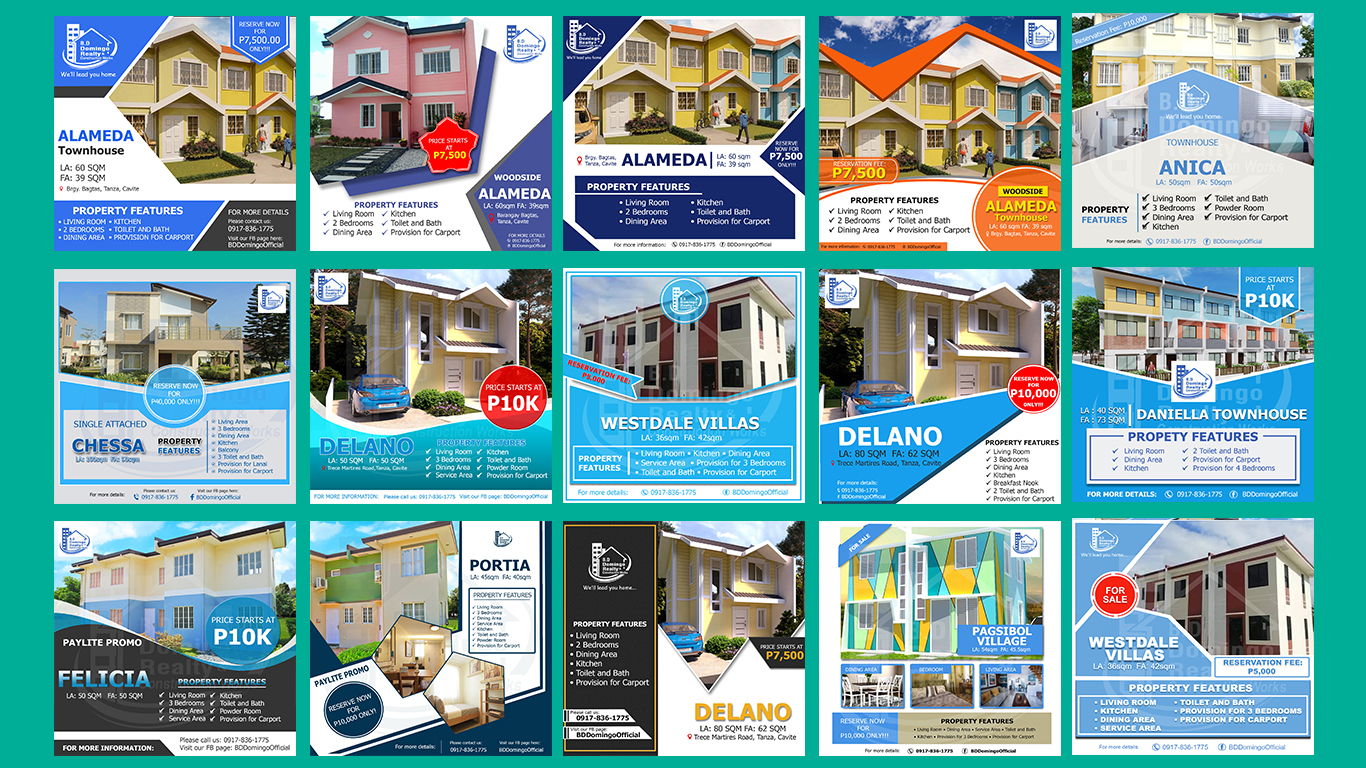 B.D
Domingo
Realty &
Construction Works
We'll lead you home
RESERVE NOW
FOR
P7,500.00
ONLY!!!
ALAMEDA
Townhouse
LA: 60 SQM
FA: 39 SQM
Brgy. Bagtas, Tanza, Cavite
PROPERTY FEATURES
• LIVING ROOM • KITCHEN
• 2 BEDROOMS • TOILET AND BATH
• DINING AREA • PROVISION FOR CARPORT
FOR MORE DETAILS
Please contact us:
0917-836-1775
Visit our FB page here:
BDDomingoOfficial
B.D
Domingo
Realty &
PRICE STARTS
AT
P7,500
WOODSIDE
ALAMEDA
LA: 60sqm FA: 39sqm
Barangay Bagtas,
Tanza, Cavite
PROPERTY FEATURES
Living Room Kitchen
2 Bedrooms Toilet and Bath
Dining Area Provision for Carport
FOR MORE DETAILS
0917-836-1775
BDDomingoOfficial
B.D
Domingo
Realty &
We'll lead you home
Brgy. Bagtas,
Tanza, Cavite
ALAMEDA
LA: 60 sqm
FA: 39 sqm
RESERVE
NOW FOR
P7,500
ONLY!!!
PROPERTY FEATURES
• Living Room • Kitchen
• 2 Bedrooms • Toilet and Bath
• Dining Area • Provision for Carport
For more information: 0917-836-1775 BDDomingoOfficial
RESERVATION FEE:
P7,500
PROPERTY FEATURES
Living Room Kitchen
2 Bedrooms Toilet and Bath
Dining Area Provision for Carport
WOODSIDE
ALAMEDA
Townhouse
LA: 60 sqm FA: 39 sqm
Brgy. Bagtas, Tanza, Cavite
For more information: 0917-836-1775 BDDomingoOfficial
Reservation Fee: P10,000
We'll lead you home
TOWNHOUSE
ANICA
LA: 50sqm FA: 50sqm
PROPERTY
FEATURES
Living Room Toilet and Bath
3 Bedrooms Powder Room
Dining Area Provision for Carport
Kitchen
For more details: 0917-836-1775 BDDomingoOfficial
RESERVE NOW
FOR
P40,000 ONLY!!!
SINGLE ATTACHED
CHESSA
PROPERTY
FEATURES
Living Area
3 Bedrooms
Dining Area
Kitchen
Balcony
3 Toilet and Bath
Provision for Lanai
Provision for Carport
For more details:
Please contact us:
0917-836-1775
Visit our FB page here:
BDDomingoOfficial
PRICE STARTS AT
P10K
DELANO
LA: 50 SQM FA: 50 SQM
Trece Martires Road, Tanza, Cavite
PROPERTY FEATURES
Living Room Kitchen
3 Bedrooms Toilet and Bath
Dining Area Powder Room
Service Area Provision for Carport
FOR MORE INFORMATION: Please call us: 0917-836-1775 Visit our FB page: BDDomingoOfficial
RESERVATION FEE:
P5,000
WESTDALE VILLAS
LA: 36sqm FA: 42sqm
PROPERTY
FEATURES
• Living Room • Kitchen • Dining Area
• Service Area • Provision for 3 Bedrooms
• Toilet and Bath • Provision for Carport
For more details: 0917-836-1775 BDDomingoOfficial
RESERVE NOW
FOR
P10,000
ONLY!!!
DELANO
LA: 80 SQM FA: 62 SQM
Trece Martires Road, Tanza, Cavite
For more details:
0917-836-1775
BDDomingoOfficial
PROPERTY FEATURES
Living Room
3 Bedrooms
Dining Area
Kitchen
Breakfast Nook
2 Toilet and Bath
Provision for Carport
PRICE STARTS
AT
P10K
LA : 40 SQM
FA : 73 SQM
DANIELLA TOWNHOUSE
PROPETY FEATURES
Living Room 2 Toilet and Bath
Dining Area Provision for Carport
Kitchen Provision for 4 Bedrooms
FOR MORE DETAILS: 0917-836-1775 BDDomingoOfficial
PRICE STARTS AT
P10K
PAYLITE PROMO
FELICIA
LA: 50 SQM FA: 50 SQM
PROPERTY FEATURES
Living Room Kitchen
3 Bedrooms Toilet and Bath
Dining Area Powder Room
Service Area Provision for Carport
FOR MORE INFORMATION:
Please call us: 0917-836-1775
Visit our FB page: BDDomingoOfficial
PORTIA
LA: 45sqm FA: 40sqm
PROPERTY FEATURES
Living Room
3 Bedrooms
Dining Area
Service Area
Kitchen
Toilet and Bath
Powder Room
Provision for Carport
PAYLITE PROMO
RESERVE NOW
FOR
P10,000 ONLY!
For more details:
Please contact us:
0917-836-1775
Visit our FB page:
BDDomingoOfficial
B.D
Domingo
Realty &
We'll lead you home...
PROPERTY FEATURES
• Living Room
• 2 Bedrooms
• Dining Area
• Kitchen
• Toilet and Bath
• Provision for Carport
Please call us:
0917-836-1775
Visit our FB page:
BDDomingoOfficial
PRICE STARTS AT
P7,500
DELANO
LA: 80 SQM FA: 62 SQM
Trece Martires Road, Tanza, Cavite
FOR SALE
PAGSIBOL
VILLAGE
LA: 54sqm FA: 45.5sqm
DINING AREA
BEDROOM
LIVING AREA
RESERVE NOW
FOR
P10,000 ONLY!!!
PROPERTY FEATURES
• Living Room • Dining Area • Service Area • Toilet and Bath
• Kitchen • Provision for 3 Bedrooms • Provision for Carport
For more details: 0917-836-1775 BDDomingoOfficial
We'll lead you home...
FOR
SALE
WESTDALE
VILLAS
LA: 36sqm FA: 42sqm
RESERVATION FEE:
P5,000
PROPERTY FEATURES
• LIVING ROOM • TOILET AND BATH
• KITCHEN • PROVISION FOR 3 BEDROOMS
• DINING AREA • PROVISION FOR CARPORT
• SERVICE AREA
For more details: 0917-836-1775 BDDomingoOfficial